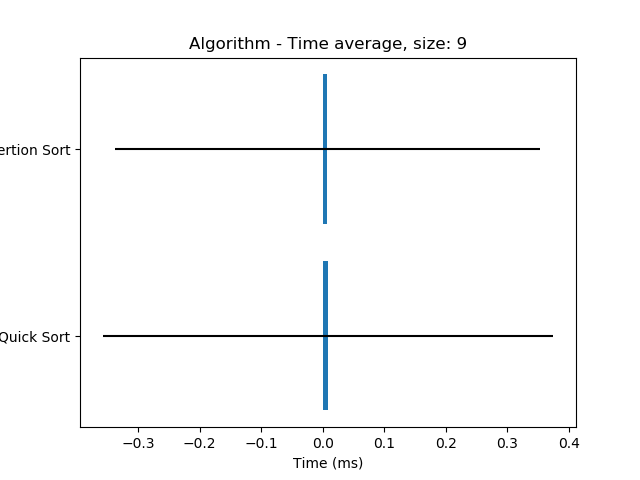 Algorithm - Time average, size: 9
ertion Sort
Quick Sort
−0.3 −0.2 −0.1 0.0 0.1 0.2 0.3 0.4
Time (ms)